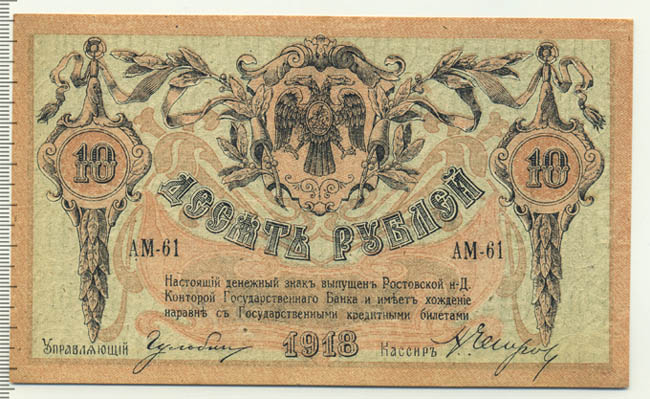 10 10
ДЕСЯТЬ РУБЛЕЙ
АМ-61 АМ-61
Настоящій денежный знакъ выпущенъ Ростовской н-Д.
Конторой Государственнаго Банка и имѣетъ хожденіе
наравнѣ съ Государственными кредитными билетами
1918
Управляющій Кассиръ